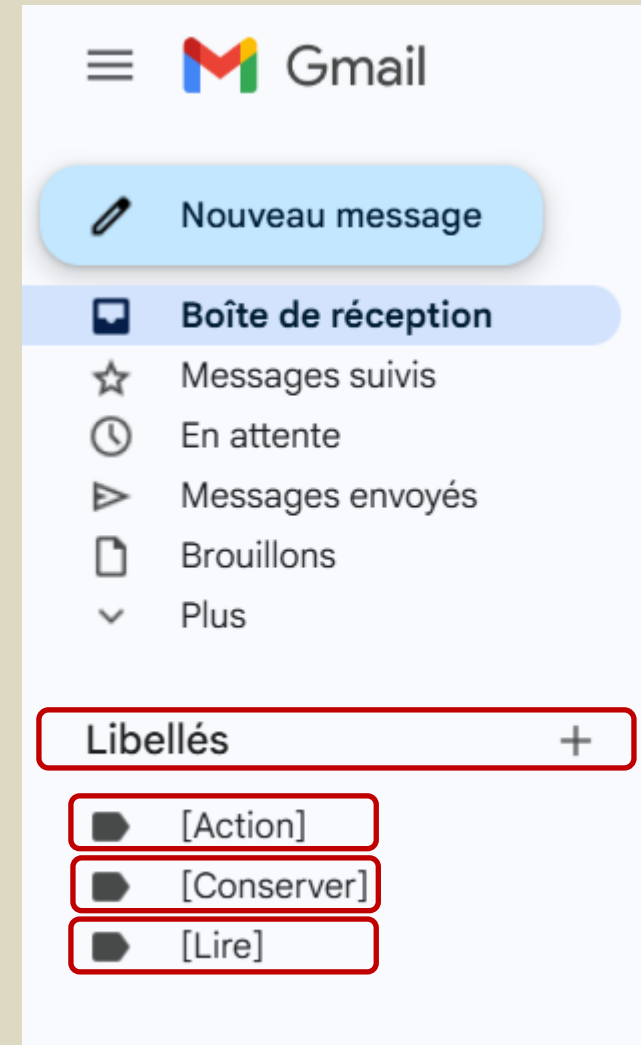 Gmail
Nouveau message
Boîte de réception
Messages suivis
En attente
Messages envoyés
Brouillons
Plus
Libellés +
[Action]
[Conserver]
[Lire]